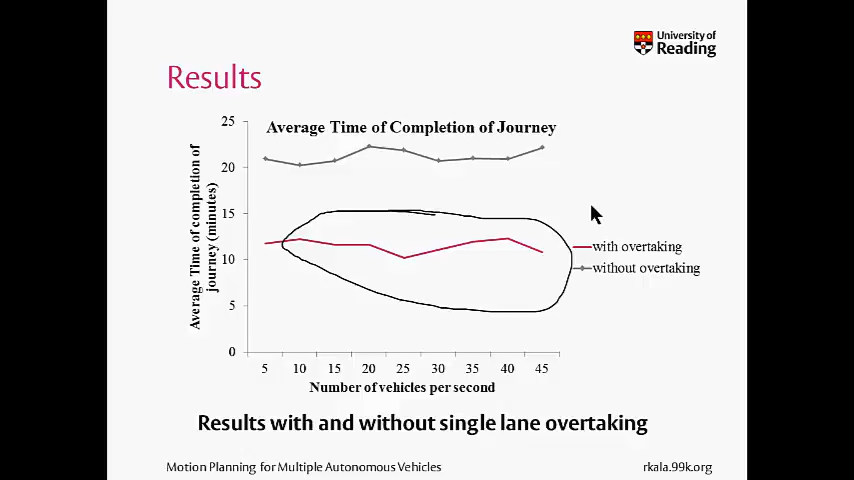 University of
Reading
Results
Average Time of Completion of Journey
Average Time of completion of
journey (minutes)
25
20
15
10
5
0
5 10 15 20 25 30 35 40 45
Number of vehicles per second
with overtaking
without overtaking
Results with and without single lane overtaking
Motion Planning for Multiple Autonomous Vehicles
rkala.99k.org